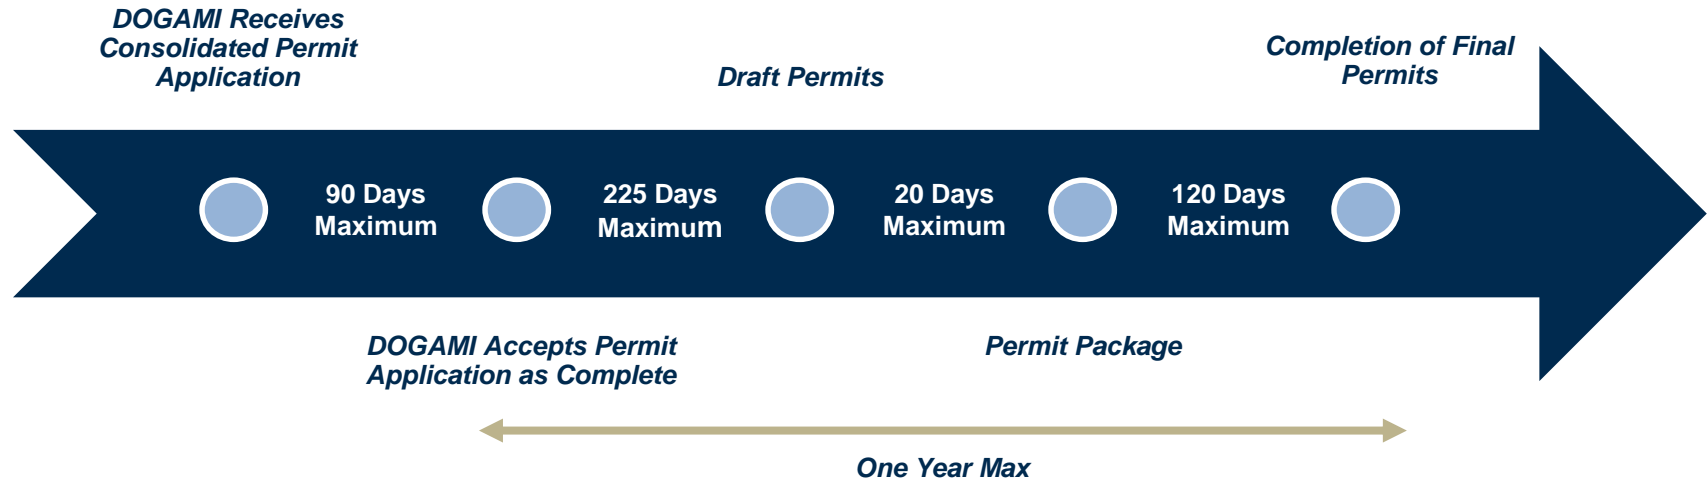 DOGAMI Receives
Consolidated Permit
Application
Draft Permits
Completion of Final
Permits
90 Days
Maximum
225 Days
Maximum
20 Days
Maximum
120 Days
Maximum
DOGAMI Accepts Permit
Application as Complete
Permit Package
One Year Max